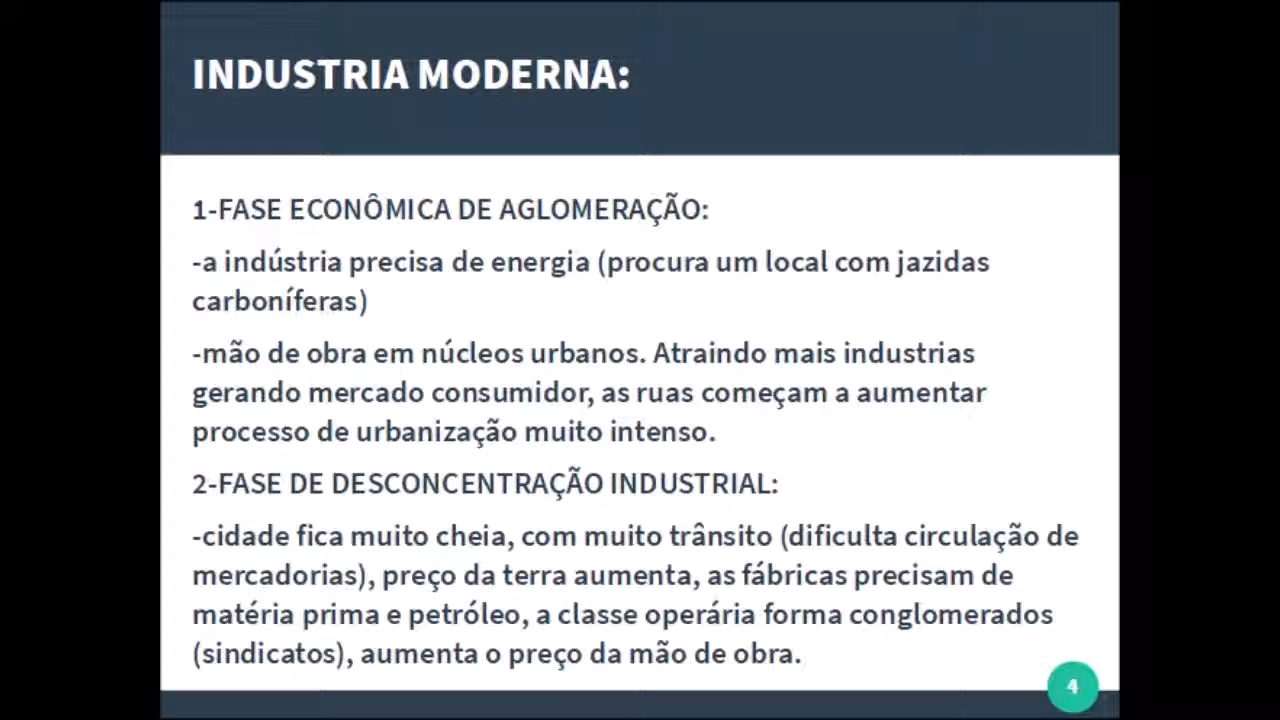 INDUSTRIA MODERNA:
1-FASE ECONÔMICA DE AGLOMERAÇÃO:
-a indústria precisa de energia (procura um local com jazidas
carboníferas)
-mão de obra em núcleos urbanos. Atraindo mais industrias
gerando mercado consumidor, as ruas começam a aumentar
processo de urbanização muito intenso.
2-FASE DE DESCONCENTRAÇÃO INDUSTRIAL:
-cidade fica muito cheia, com muito trânsito (dificulta circulação de
mercadorias), preço da terra aumenta, as fábricas precisam de
matéria prima e petróleo, a classe operária forma conglomerados
(sindicatos), aumenta o preço da mão de obra.
4